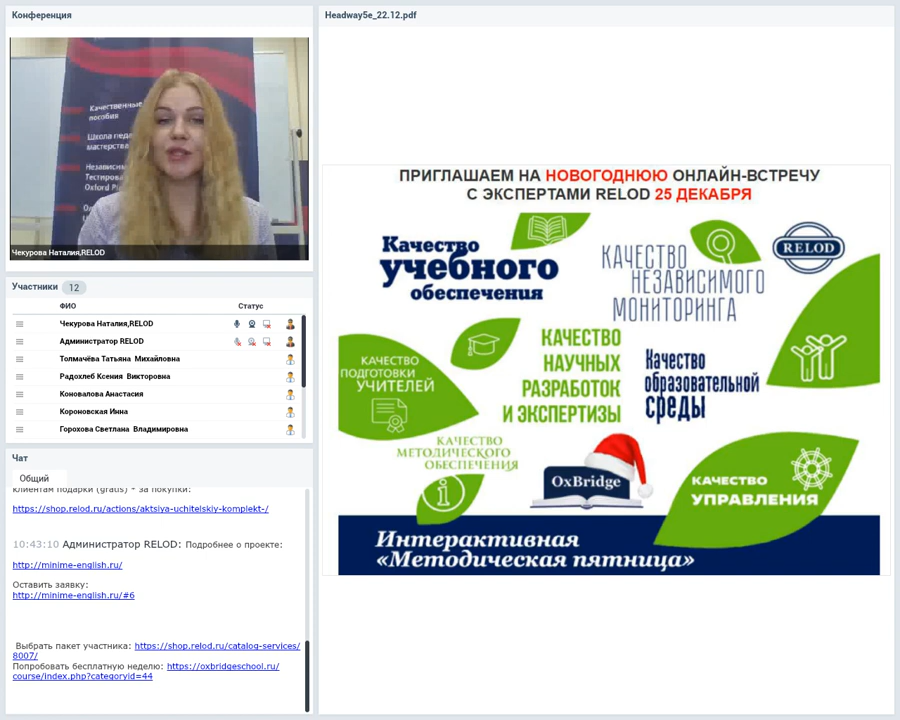 Конференция
Качественные
пособия
Школа
мастерства
Oxford
Чекурова Наталия,RELOD
Участники 12
ФИО Статус
Чекурова Наталия,RELOD
Администратор RELOD
Толмачёва Татьяна Михайловна
Радохлеб Ксения Викторовна
Коновалова Анастасия
Короновская Инна
Горохова Светлана Владимировна
Чат
Общий
клиентам подарки (gratis) - за покупки:
https://shop.relod.ru/actions/aktsiya-uchitelskiy-komplekt-/
10:43:10 Администратор RELOD: Подробнее о проекте:
http://minime-english.ru/
Оставить заявку:
http://minime-english.ru/#6
Выбрать пакет участника: https://shop.relod.ru/catalog-services/
8007/
Попробовать бесплатную неделю: https://oxbridgeschool.ru/
course/index.php?categoryid=44
Headway5e_22.12.pdf
ПРИГЛАШАЕМ НА НОВОГОДНЮЮ ОНЛАЙН-ВСТРЕЧУ
С ЭКСПЕРТАМИ RELOD 25 ДЕКАБРЯ
Качество
учебного
обеспечения
КАЧЕСТВО
НЕЗАВИСИМОГО
МОНИТОРИНГА
RELOD
КАЧЕСТВО
ПОДГОТОВКИ
УЧИТЕЛЕЙ
КАЧЕСТВО
НАУЧНЫХ
РАЗРАБОТОК
И ЭКСПЕРТИЗЫ
Качество
образовательной
среды
КАЧЕСТВО
МЕТОДИЧЕСКОГО
ОБЕСПЕЧЕНИЯ
OxBridge
КАЧЕСТВО
УПРАВЛЕНИЯ
Интерактивная
«Методическая пятница»